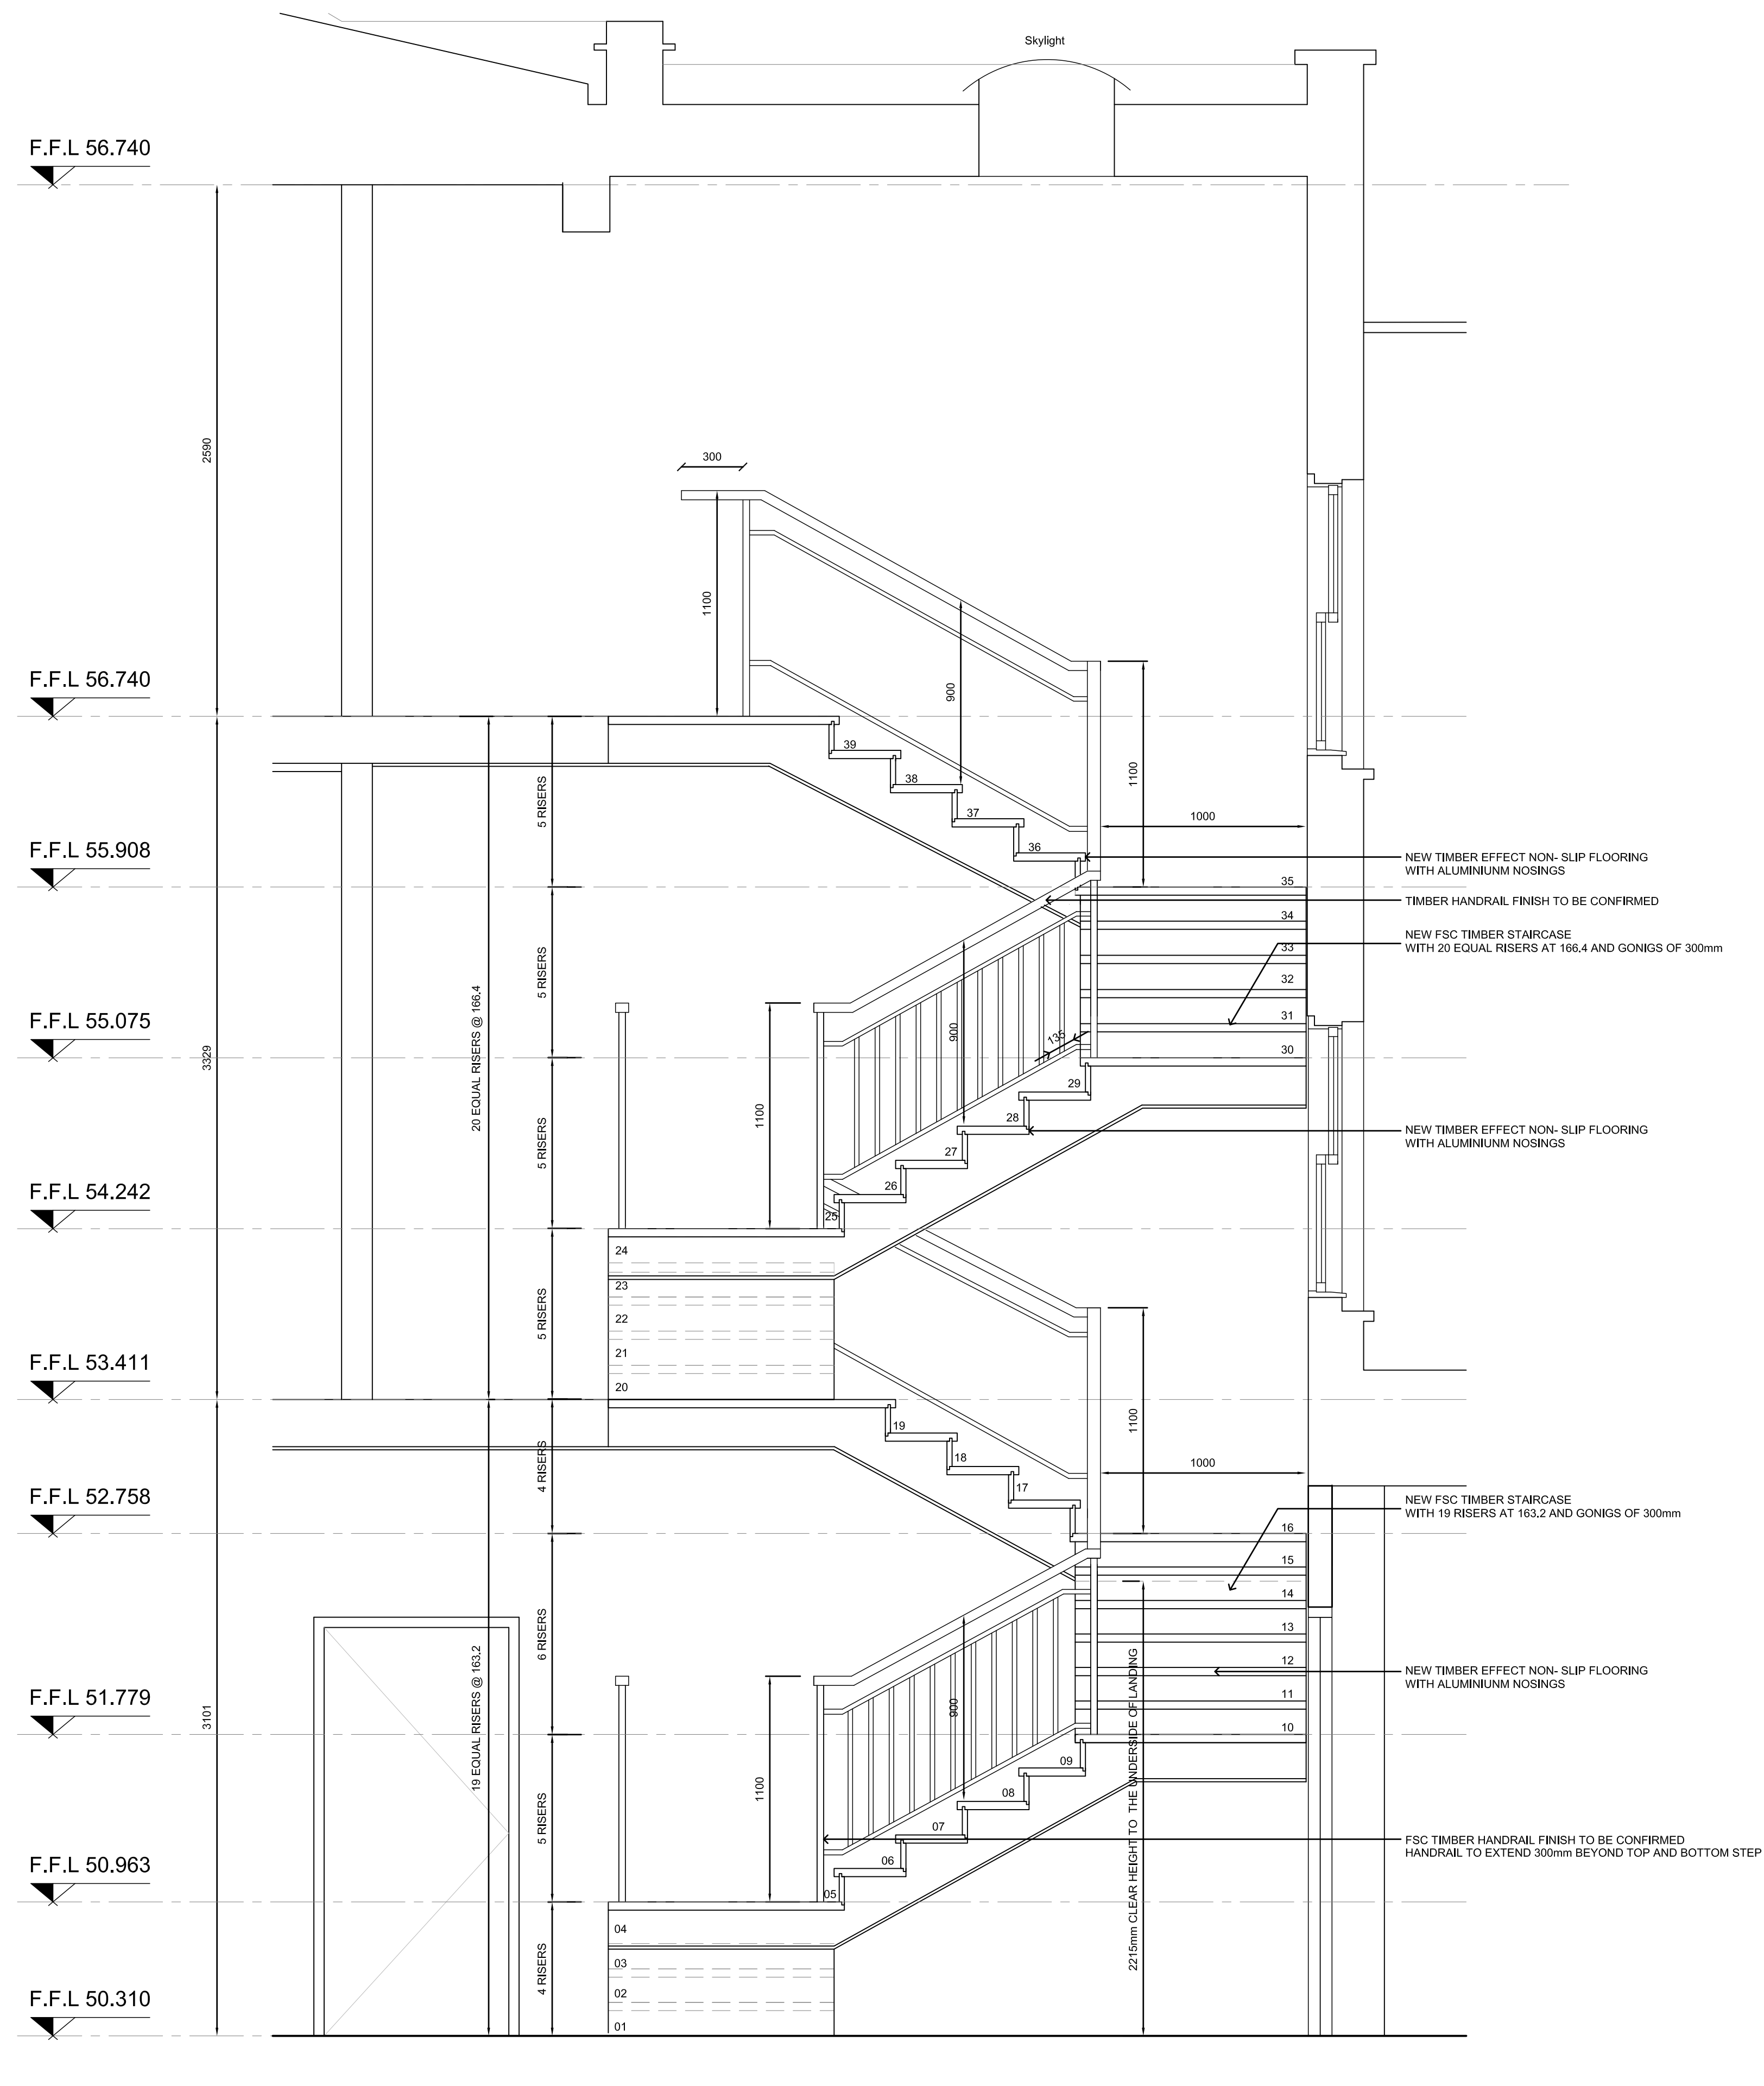 Skylight
F.F.L 56.740
2590
300
1100
900
1100
F.F.L 56.740
39
38
37
36
5 RISERS
1000
F.F.L 55.908
NEW TIMBER EFFECT NON- SLIP FLOORING
WITH ALUMINIUNM NOSINGS
35
TIMBER HANDRAIL FINISH TO BE CONFIRMED
34
NEW FSC TIMBER STAIRCASE
WITH 20 EQUAL RISERS AT 166.4 AND GONIGS OF 300mm
33
32
31
30
5 RISERS
20 EQUAL RISERS @ 166.4
3329
F.F.L 55.075
900
135
1100
29
28
27
26
25
NEW TIMBER EFFECT NON- SLIP FLOORING
WITH ALUMINIUNM NOSINGS
5 RISERS
F.F.L 54.242
24
23
22
21
20
5 RISERS
F.F.L 53.411
1100
19
18
17
4 RISERS
1000
F.F.L 52.758
NEW FSC TIMBER STAIRCASE
WITH 19 RISERS AT 163.2 AND GONIGS OF 300mm
16
15
14
13
12
11
10
6 RISERS
19 EQUAL RISERS @ 163.2
3101
NEW TIMBER EFFECT NON- SLIP FLOORING
WITH ALUMINIUNM NOSINGS
F.F.L 51.779
900
1100
2215mm CLEAR HEIGHT TO THE UNDERSIDE OF LANDING
09
08
07
06
05
5 RISERS
FSC TIMBER HANDRAIL FINISH TO BE CONFIRMED
HANDRAIL TO EXTEND 300mm BEYOND TOP AND BOTTOM STEP
F.F.L 50.963
04
03
02
01
4 RISERS
F.F.L 50.310